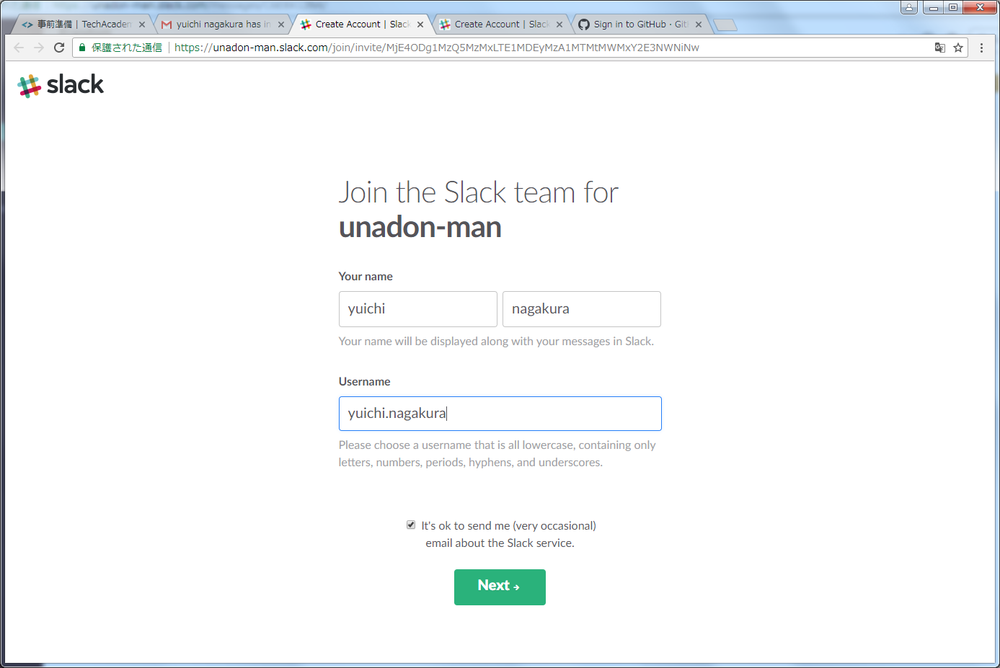 事前準備 | TechAcaden
yuichi nagakura has in
Create Account | Slack
Create Account | Slack
Sign in to GitHub · Git
保護された通信
https://unadon-man.slack.com/join/invite/MjE4ODg1MzQ5MzMxLTE1MDEyMzA1MTMtMWMxY2E3NWNiNw
slack
Join the Slack team for
unadon-man
Your name
yuichi
nagakura
Your name will be displayed along with your messages in Slack.
Username
yuichi.nagakura
Please choose a username that is all lowercase, containing only
letters, numbers, periods, hyphens, and underscores.
It's ok to send me (very occasional)
email about the Slack service.
Next →